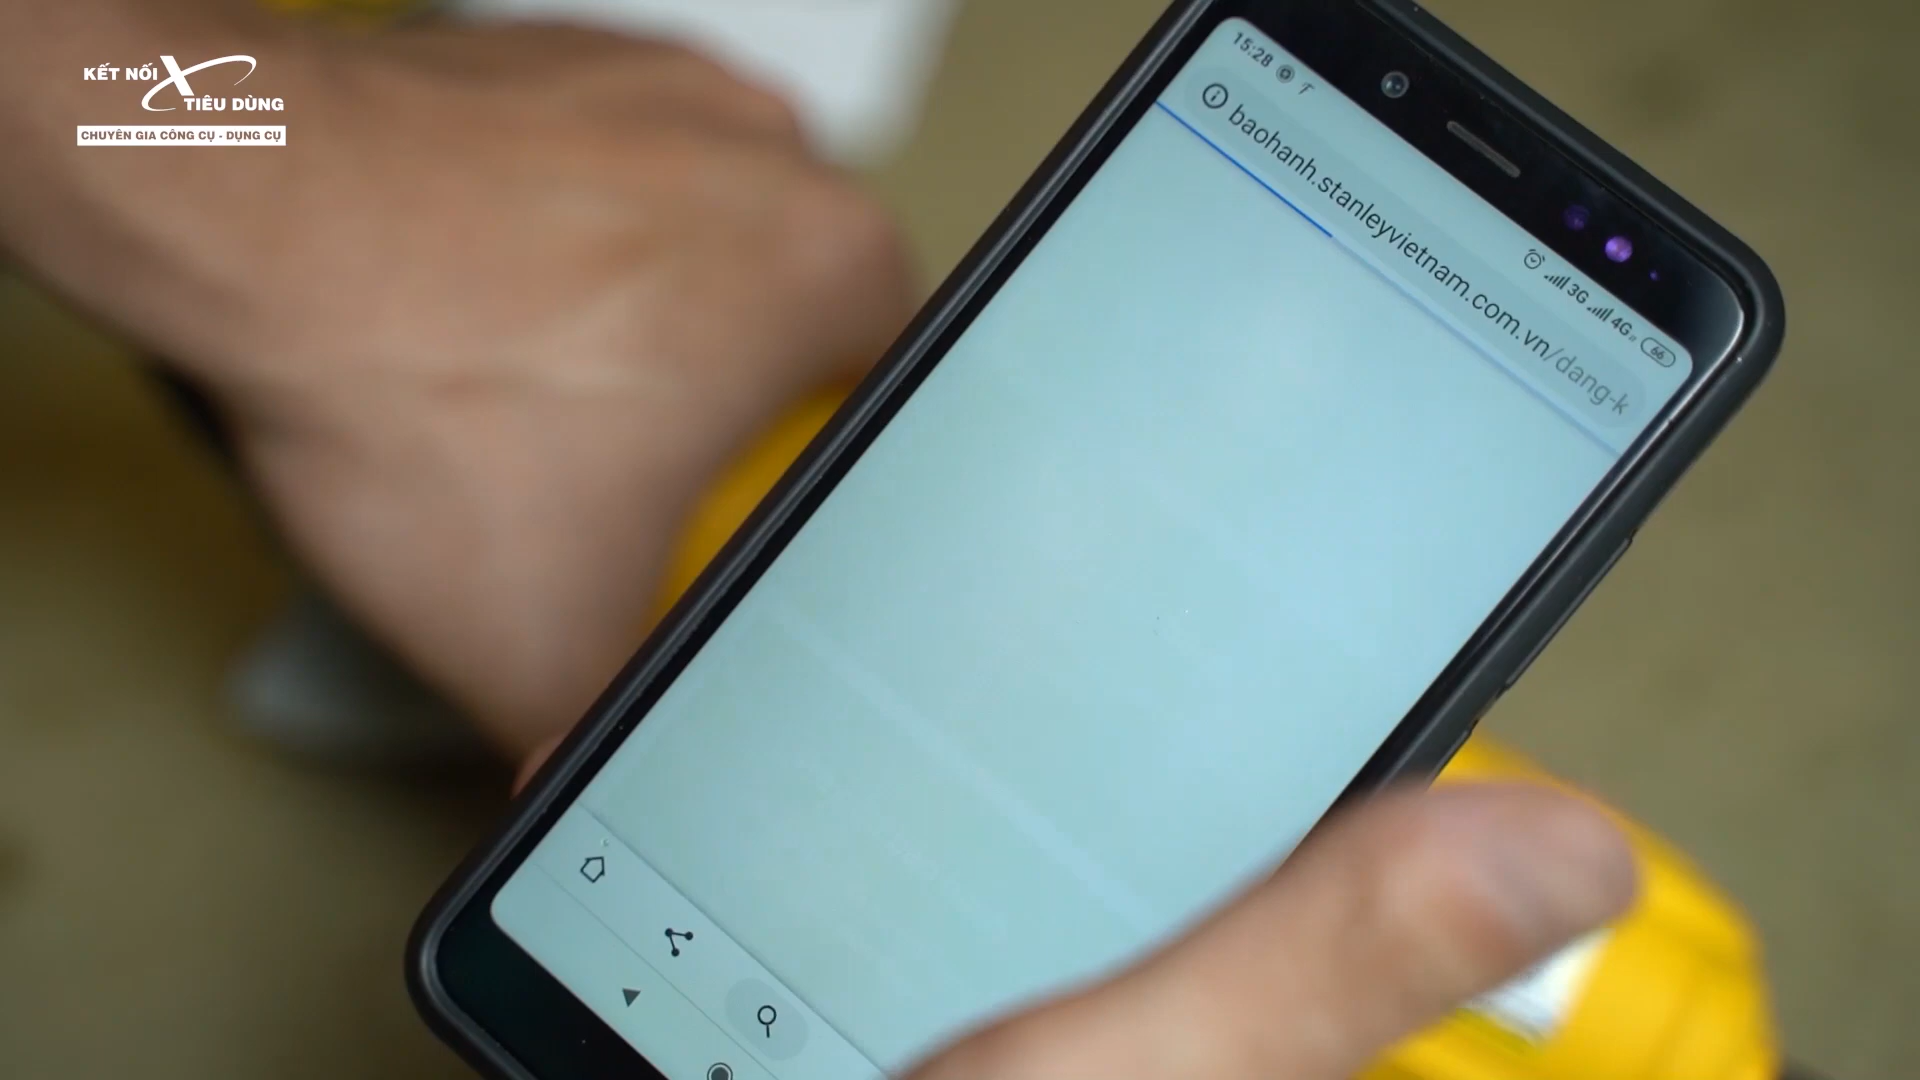 KẾT NỐI
TIÊU DÙNG
CHUYÊN GIA CÔNG CỤ - DỤNG CỤ
15:28
3G 4G 66
baohanh.stanleyvietnam.com.vn/dang-k